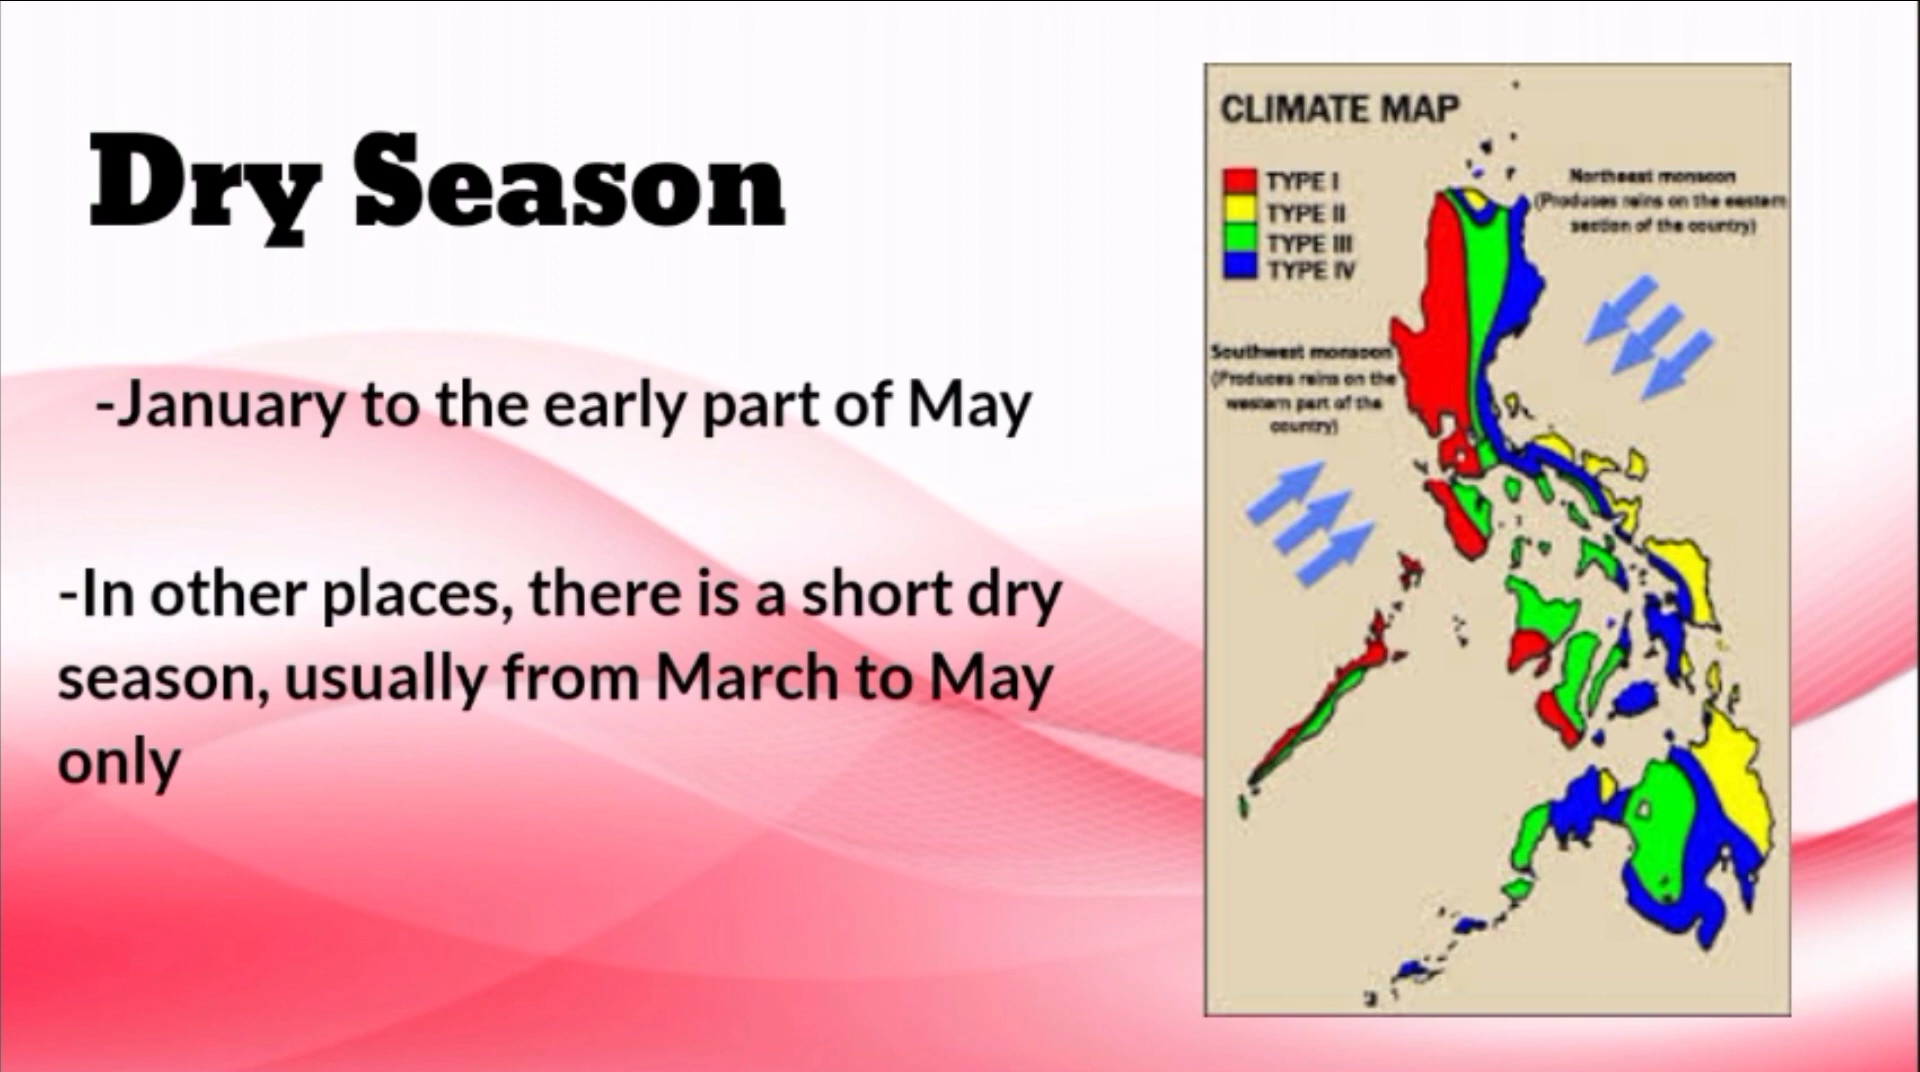 Dry Season
-January to the early part of May
-In other places, there is a short dry
season, usually from March to May
only
CLIMATE MAP
TYPE I
TYPE II
TYPE III
TYPE IV
Northeast monsoon
(Produces rains on the eastern
section of the country)
Southwest monsoon
(Produces rains on the
western part of the
country)